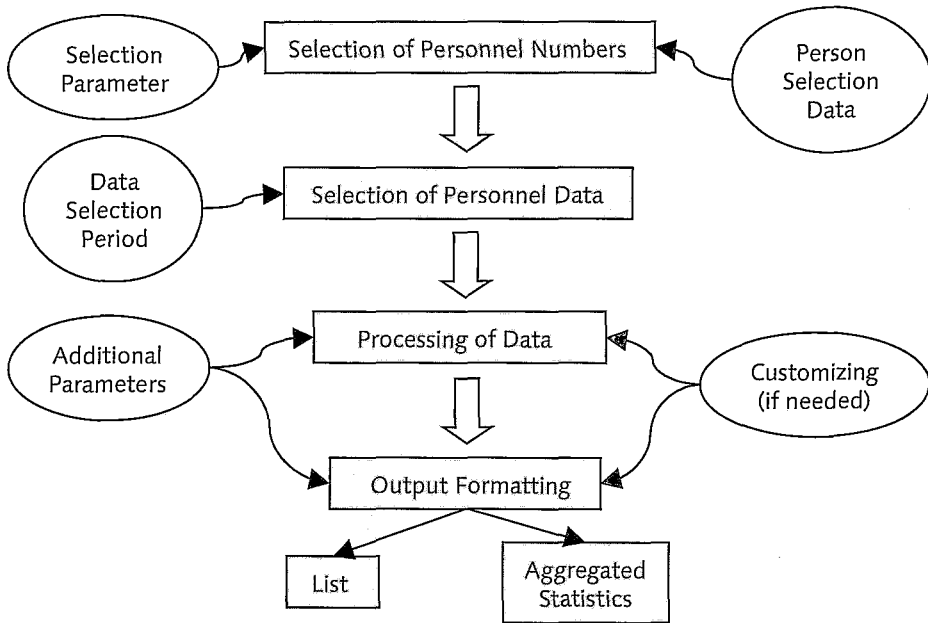 Selection
Parameter
Selection of Personnel Numbers
Person
Selection
Data
Data
Selection
Period
Selection of Personnel Data
Additional
Parameters
Processing of Data
Customizing
(if needed)
Output Formatting
List
Aggregated
Statistics